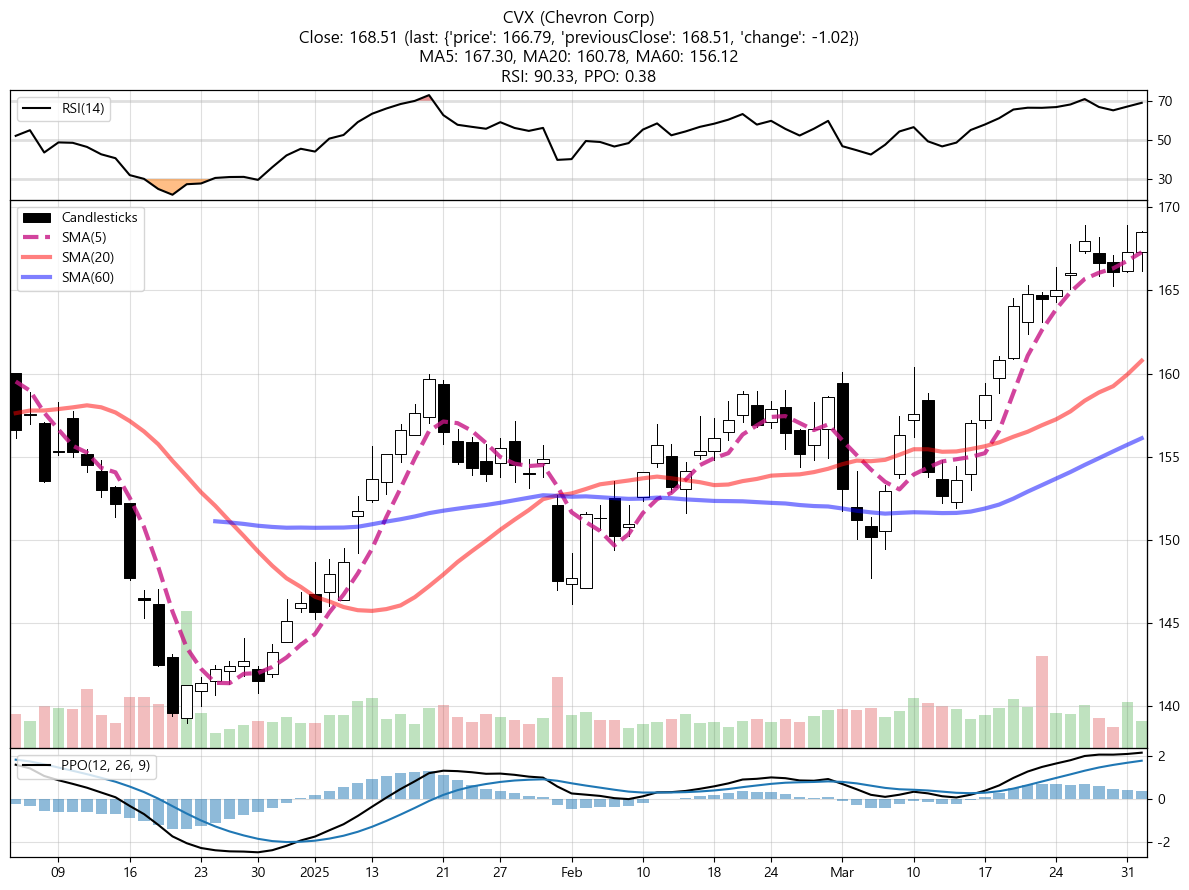 CVX (Chevron Corp)
Close: 168.51 (last: {'price': 166.79, 'previousClose': 168.51, 'change': -1.02})
MA5: 167.30, MA20: 160.78, MA60: 156.12
RSI: 90.33, PPO: 0.38
RSI(14)
70
50
30
Candlesticks
SMA(5)
SMA(20)
SMA(60)
170
165
160
155
150
145
140
PPO(12, 26, 9)
2
0
-2
09 16 23 30 2025 13 21 27 Feb 10 18 24 Mar 10 17 24 31